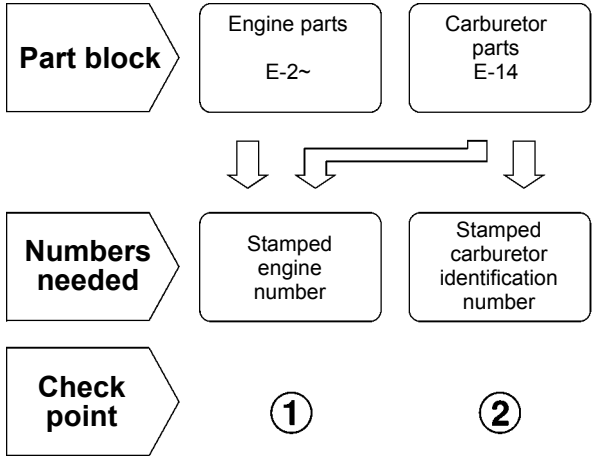 Part block
Engine parts
E-2~
Carburetor
parts
E-14
Numbers
needed
Stamped
engine
number
Stamped
carburetor
identification
number
Check
point
①
②